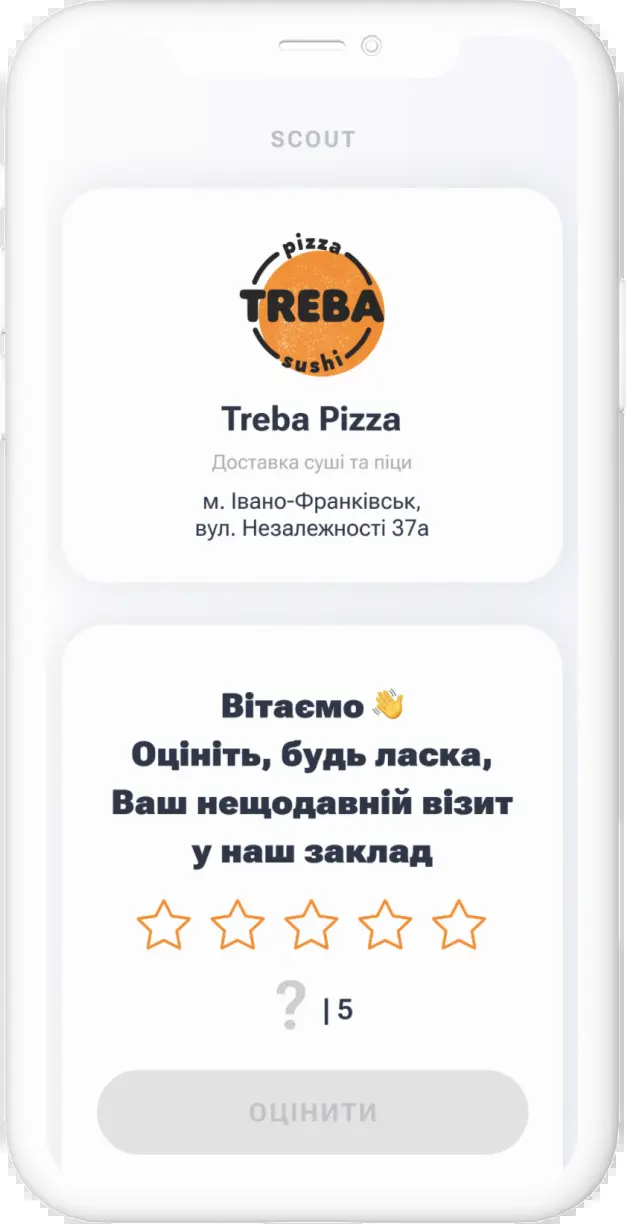 SCOUT
pizza
TREBA
sushi
Treba Pizza
Доставка суші та піци
м. Івано-Франківськ,
вул. Незалежності 37а
Вітаємо 👋
Оцініть, будь ласка,
Ваш нещодавній візит
у наш заклад
? | 5
ОЦІНИТИ